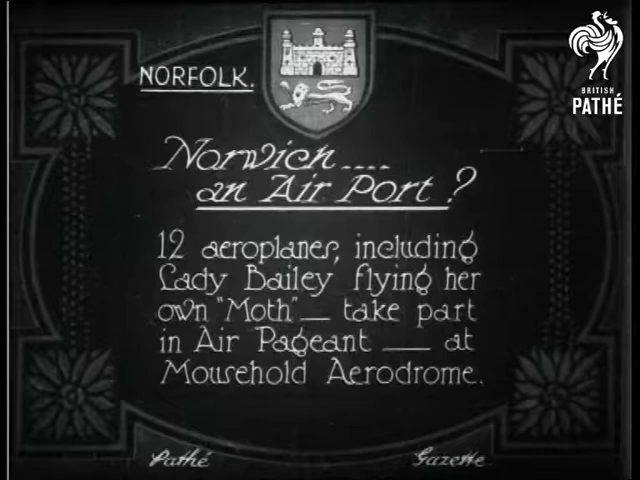 BRITISH
PATHÉ
NORFOLK.
Norwich....
an Air Port?
12 aeroplanes, including
Lady Bailey flying her
own "Moth" — take part
in Air Pageant — at
Mousehold Aerodrome.
Pathé Gazette.